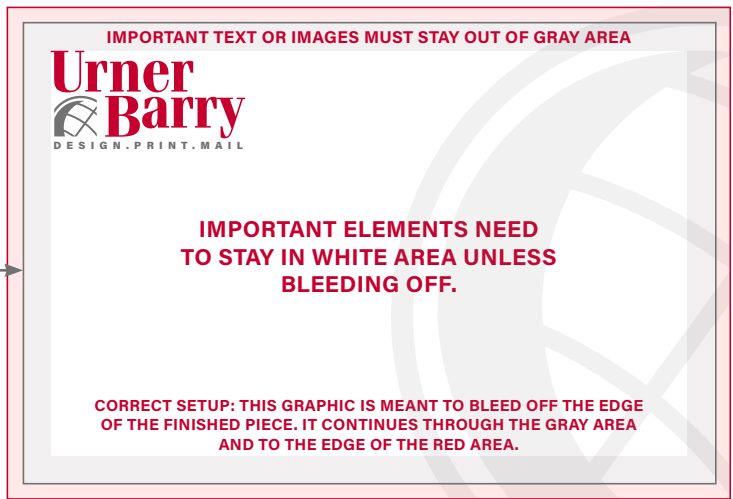 IMPORTANT TEXT OR IMAGES MUST STAY OUT OF GRAY AREA
Urner
Barry
DESIGN.PRINT.MAIL
IMPORTANT ELEMENTS NEED
TO STAY IN WHITE AREA UNLESS
BLEEDING OFF.
CORRECT SETUP: THIS GRAPHIC IS MEANT TO BLEED OFF THE EDGE
OF THE FINISHED PIECE. IT CONTINUES THROUGH THE GRAY AREA
AND TO THE EDGE OF THE RED AREA.